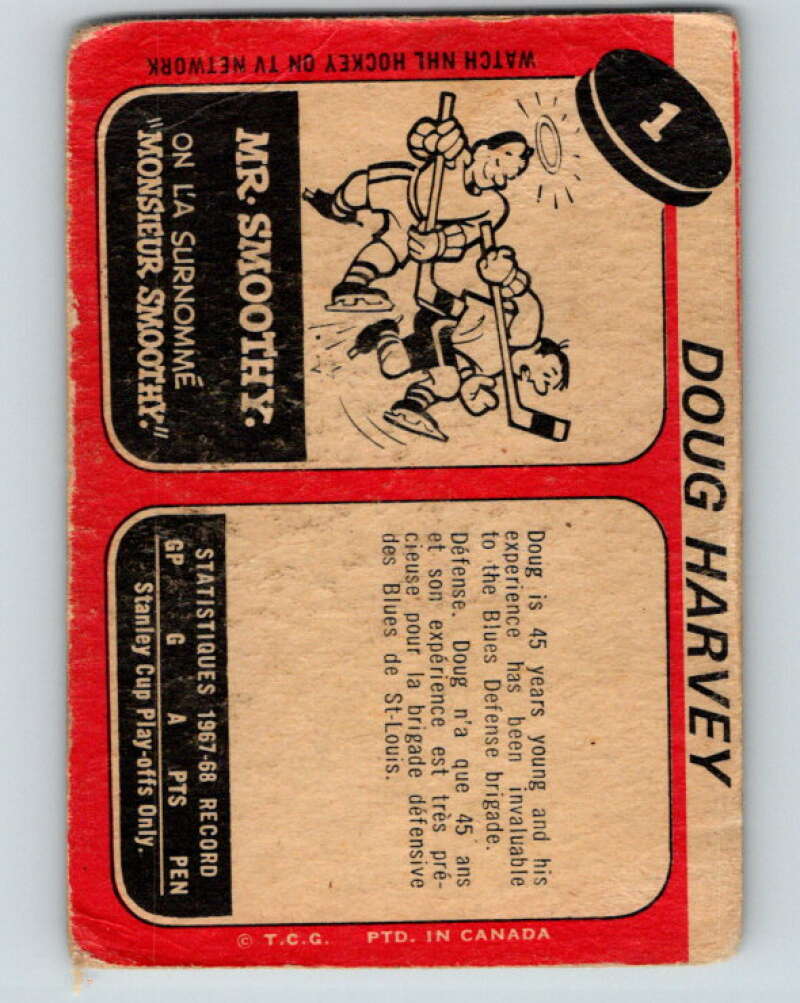 1
DOUG HARVEY
WATCH NHL HOCKEY ON TV NETWORK
MR. SMOOTHY.
ON L'A SURNOMMÉ
"MONSIEUR SMOOTHY."
Doug is 45 years young and his
experience has been invaluable
to the Blues Defense brigade.
Défense. Doug n'a que 45 ans
et son expérience est très pré-
cieuse pour la brigade défensive
des Blues de St-Louis.
STATISTIQUES 1967-68 RECORD
GP G A PTS PEN
Stanley Cup Play-offs Only.
© T.C.G. PTD. IN CANADA